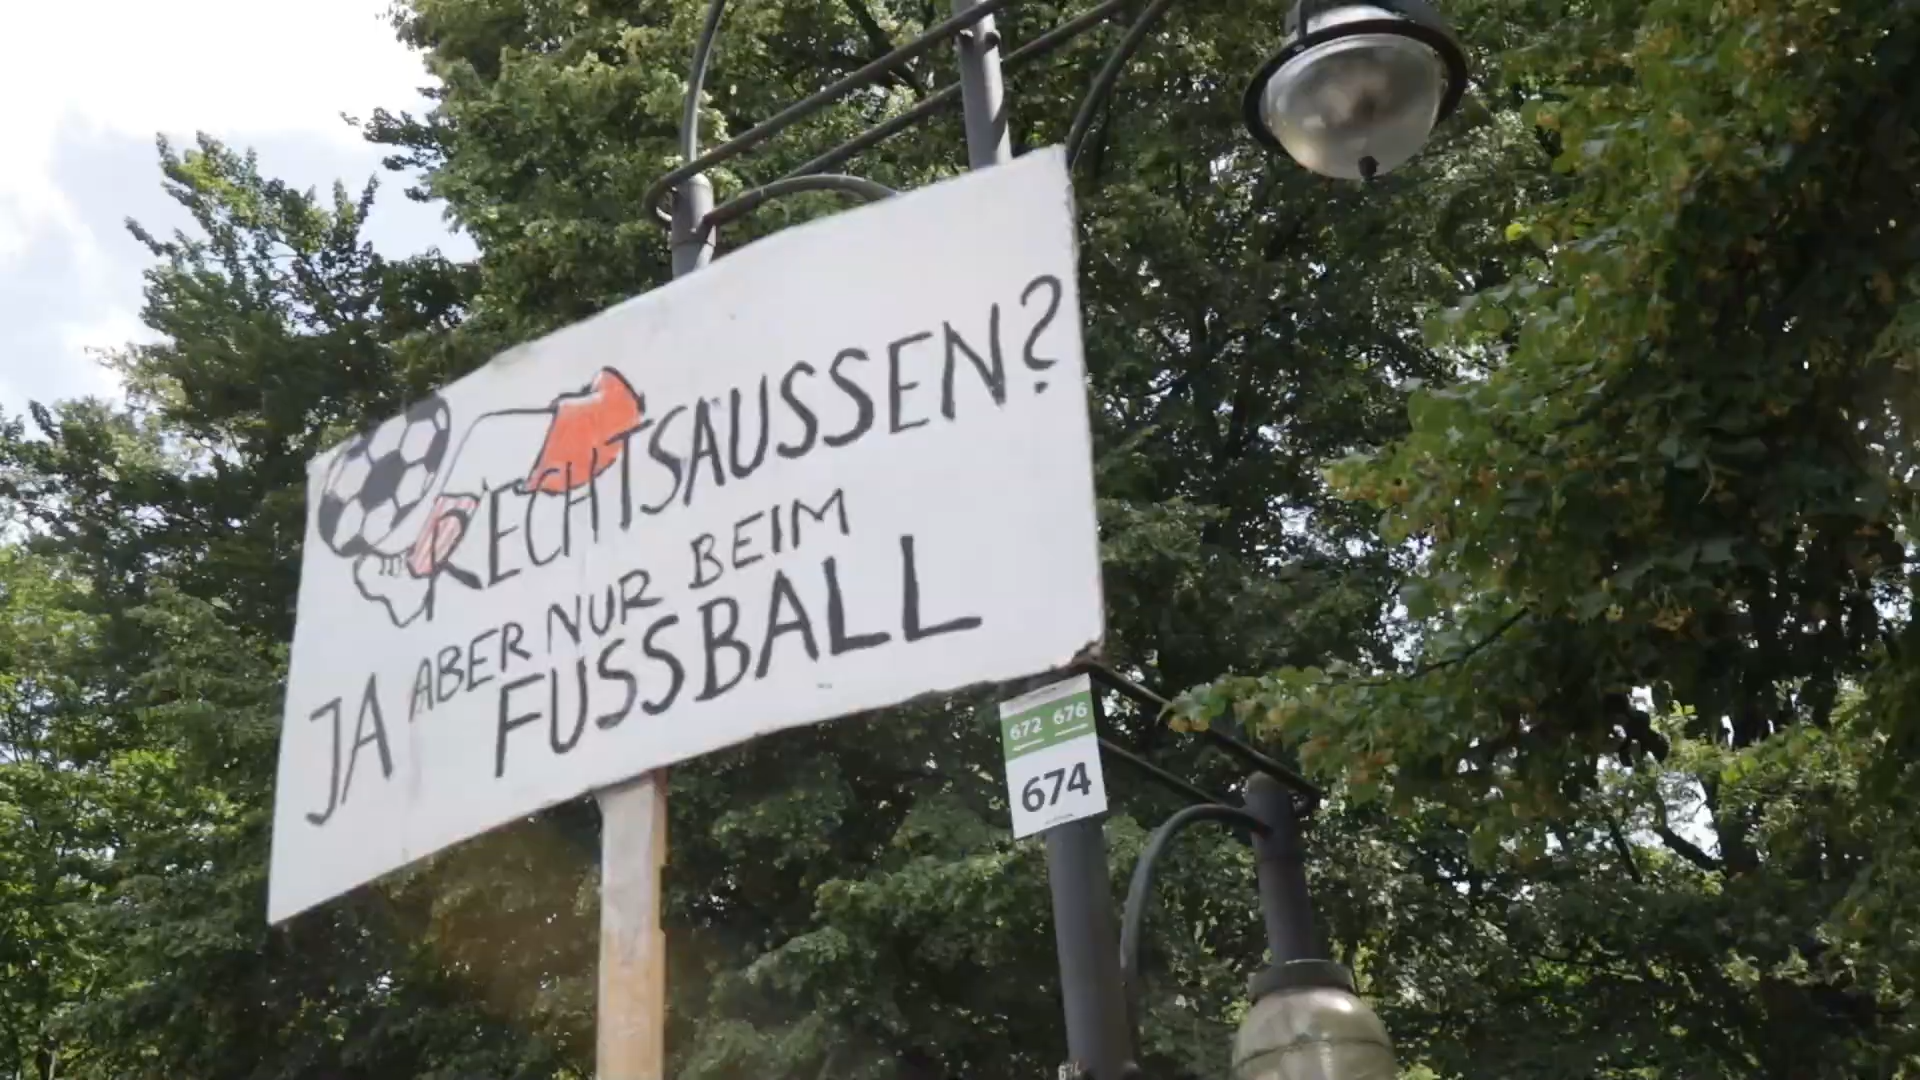 RECHTSAUSSEN?
JA ABER NUR BEIM
FUSSBALL
672 676
674